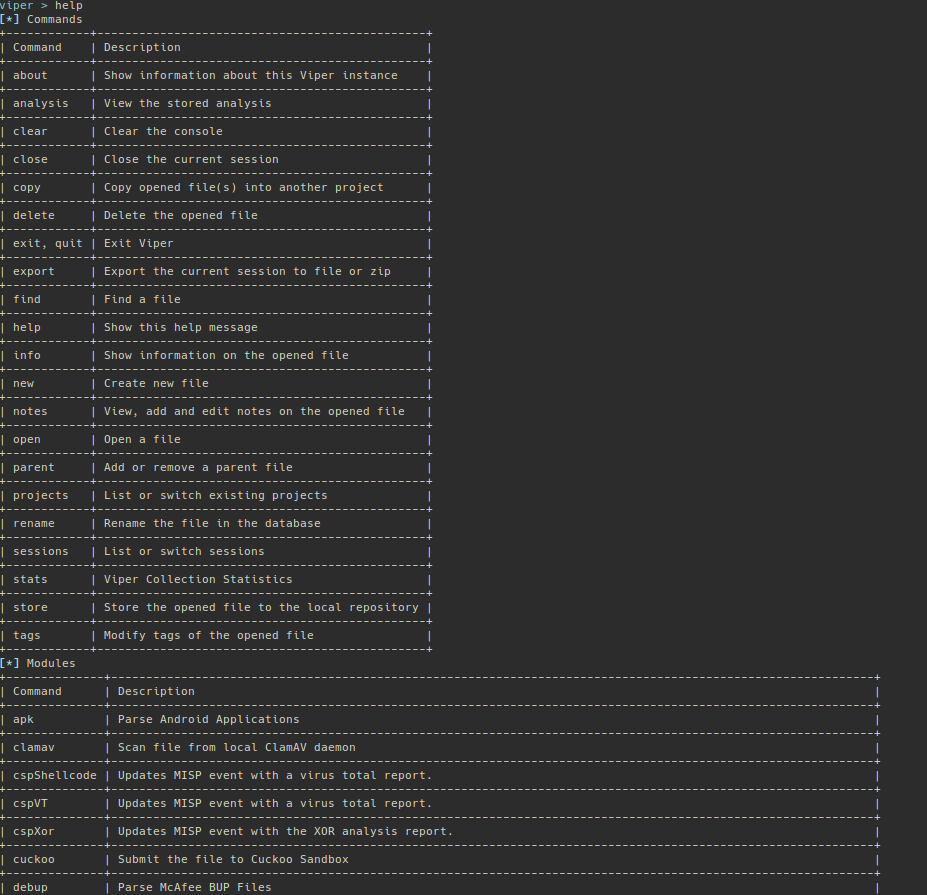 viper > help
[*] Commands
| Command | Description |
| about | Show information about this Viper instance |
| analysis | View the stored analysis |
| clear | Clear the console |
| close | Close the current session |
| copy | Copy opened file(s) into another project |
| delete | Delete the opened file |
| exit, quit | Exit Viper |
| export | Export the current session to file or zip |
| find | Find a file |
| help | Show this help message |
| info | Show information on the opened file |
| new | Create new file |
| notes | View, add and edit notes on the opened file |
| open | Open a file |
| parent | Add or remove a parent file |
| projects | List or switch existing projects |
| rename | Rename the file in the database |
| sessions | List or switch sessions |
| stats | Viper Collection Statistics |
| store | Store the opened file to the local repository |
| tags | Modify tags of the opened file |
[*] Modules
| Command | Description |
| apk | Parse Android Applications |
| clamav | Scan file from local ClamAV daemon |
| cspShellcode | Updates MISP event with a virus total report. |
| cspVT | Updates MISP event with a virus total report. |
| cspXor | Updates MISP event with the XOR analysis report. |
| cuckoo | Submit the file to Cuckoo Sandbox |
| debup | Parse McAfee BUP Files |